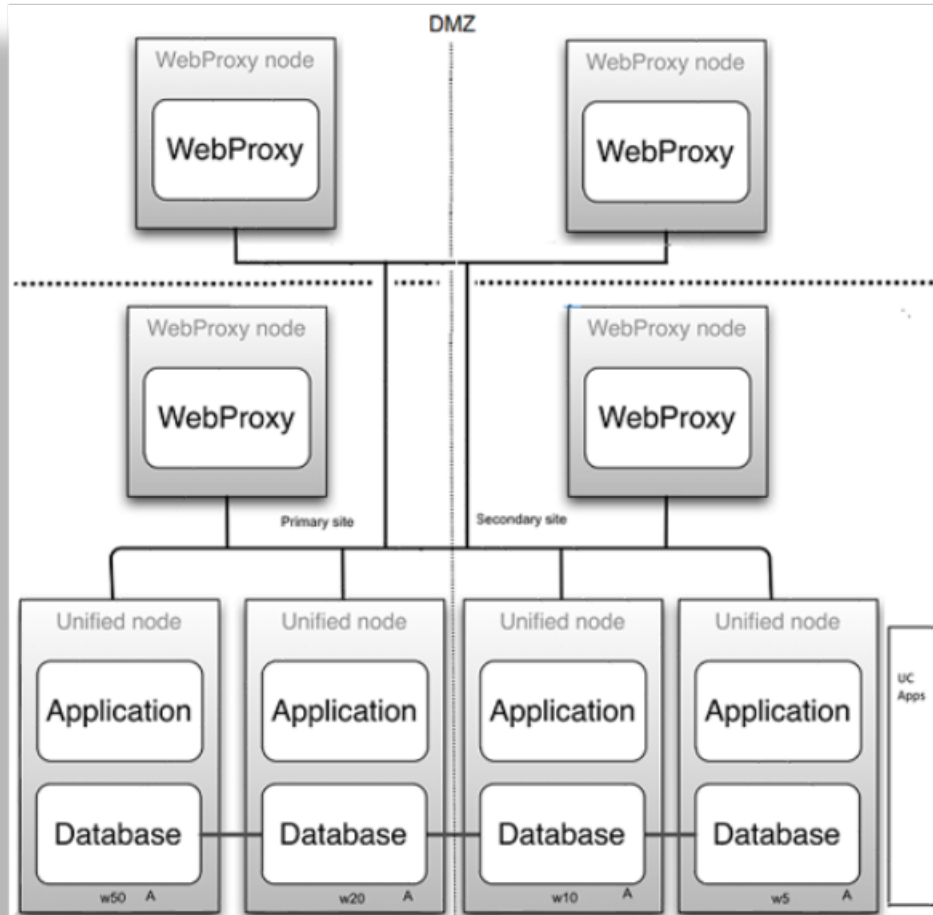 DMZ
WebProxy node
WebProxy node
WebProxy
WebProxy
WebProxy node
WebProxy node
WebProxy
WebProxy
Primary site
Secondary site
Unified node
Unified node
Unified node
Unified node
UC
Apps
Application
Application
Application
Application
Database
Database
Database
Database
w50 A
w20 A
w10 A
w5 A